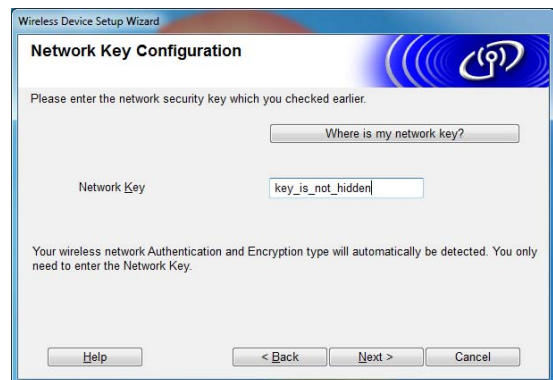 Wireless Device Setup Wizard
Network Key Configuration
Please enter the network security key which you checked earlier.
Where is my network key?
Network Key
key_is_not_hidden
Your wireless network Authentication and Encryption type will automatically be detected. You only
need to enter the Network Key.
Help
< Back
Next >
Cancel